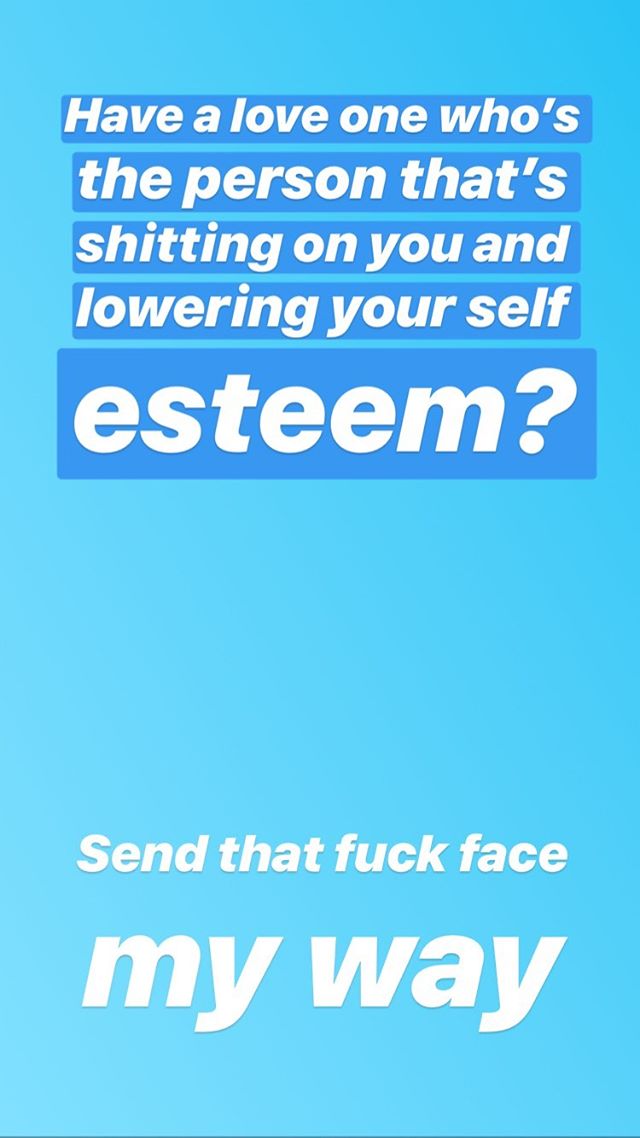 Have a love one who’s
the person that’s
shitting on you and
lowering your self
esteem?
Send that fuck face
my way